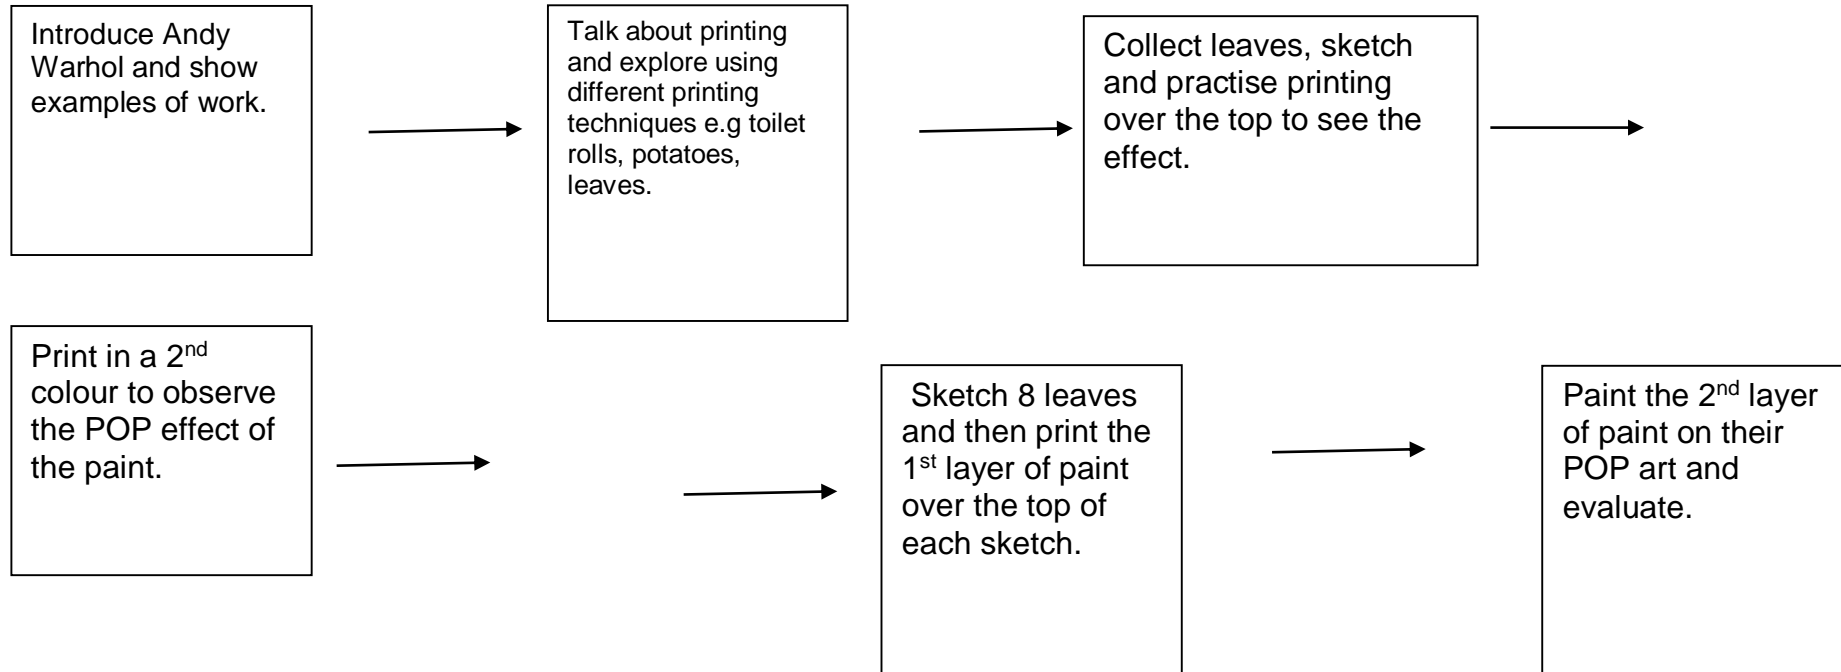 Introduce Andy
Warhol and show
examples of work.
Talk about printing
and explore using
different printing
techniques e.g toilet
rolls, potatoes,
leaves.
Collect leaves, sketch
and practise printing
over the top to see the
effect.
Print in a 2nd
colour to observe
the POP effect of
the paint.
Sketch 8 leaves
and then print the
1st layer of paint
over the top of
each sketch.
Paint the 2nd layer
of paint on their
POP art and
evaluate.